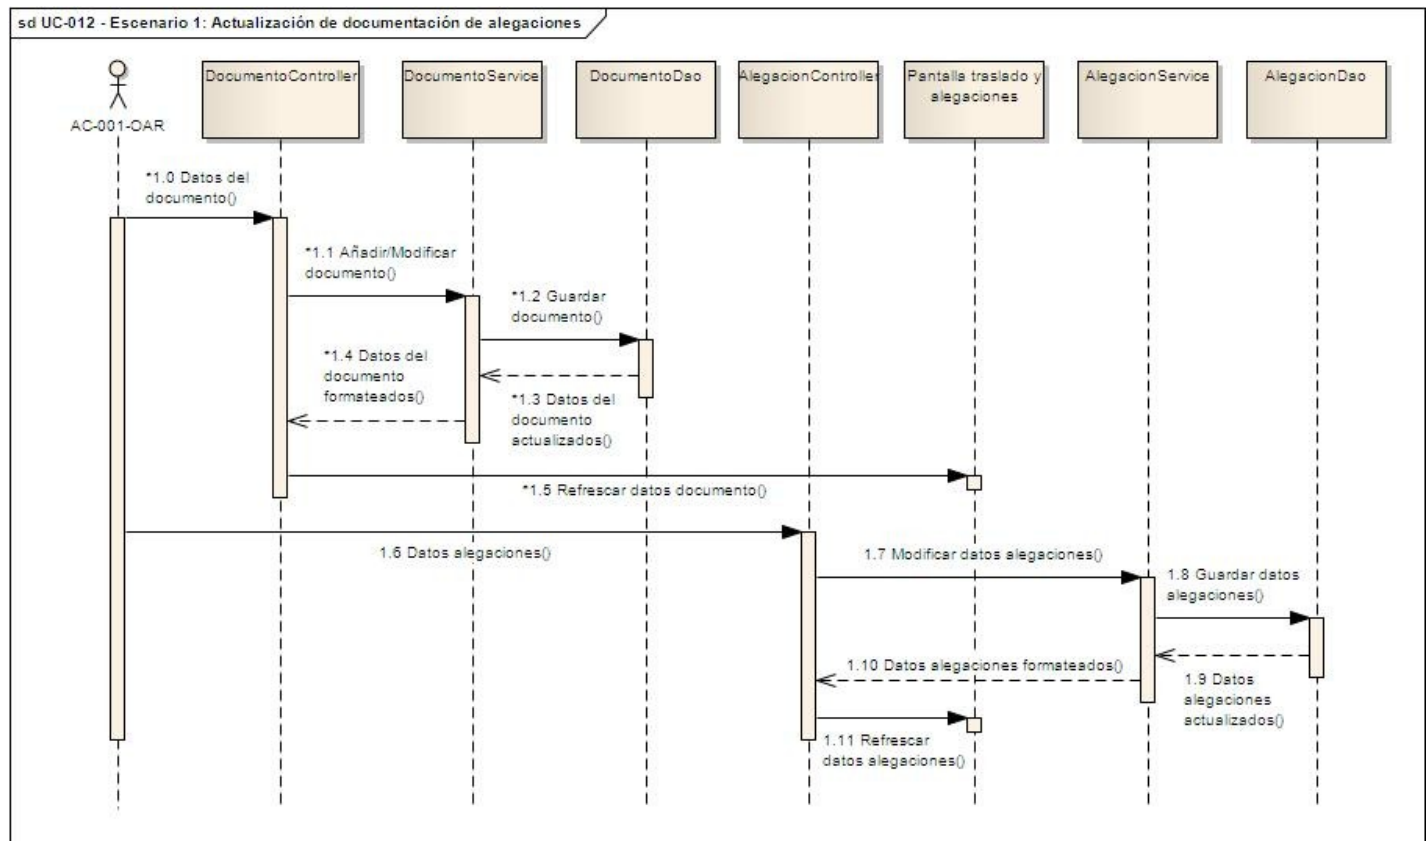 sd UC-012 - Escenario 1: Actualización de documentación de alegaciones
AC-001-OAR
DocumentoController
DocumentoService
DocumentoDao
AlegacionController
Pantalla traslado y
alegaciones
AlegacionService
AlegacionDao
*1.0 Datos del
documento()
*1.1 Añadir/Modificar
documento()
*1.2 Guardar
documento()
*1.4 Datos del
documento
formateados()
*1.3 Datos del
documento
actualizados()
*1.5 Refrescar datos documento()
1.6 Datos alegaciones()
1.7 Modificar datos alegaciones()
1.8 Guardar datos
alegaciones()
1.10 Datos alegaciones formateados()
1.9 Datos
alegaciones
actualizados()
1.11 Refrescar
datos alegaciones()